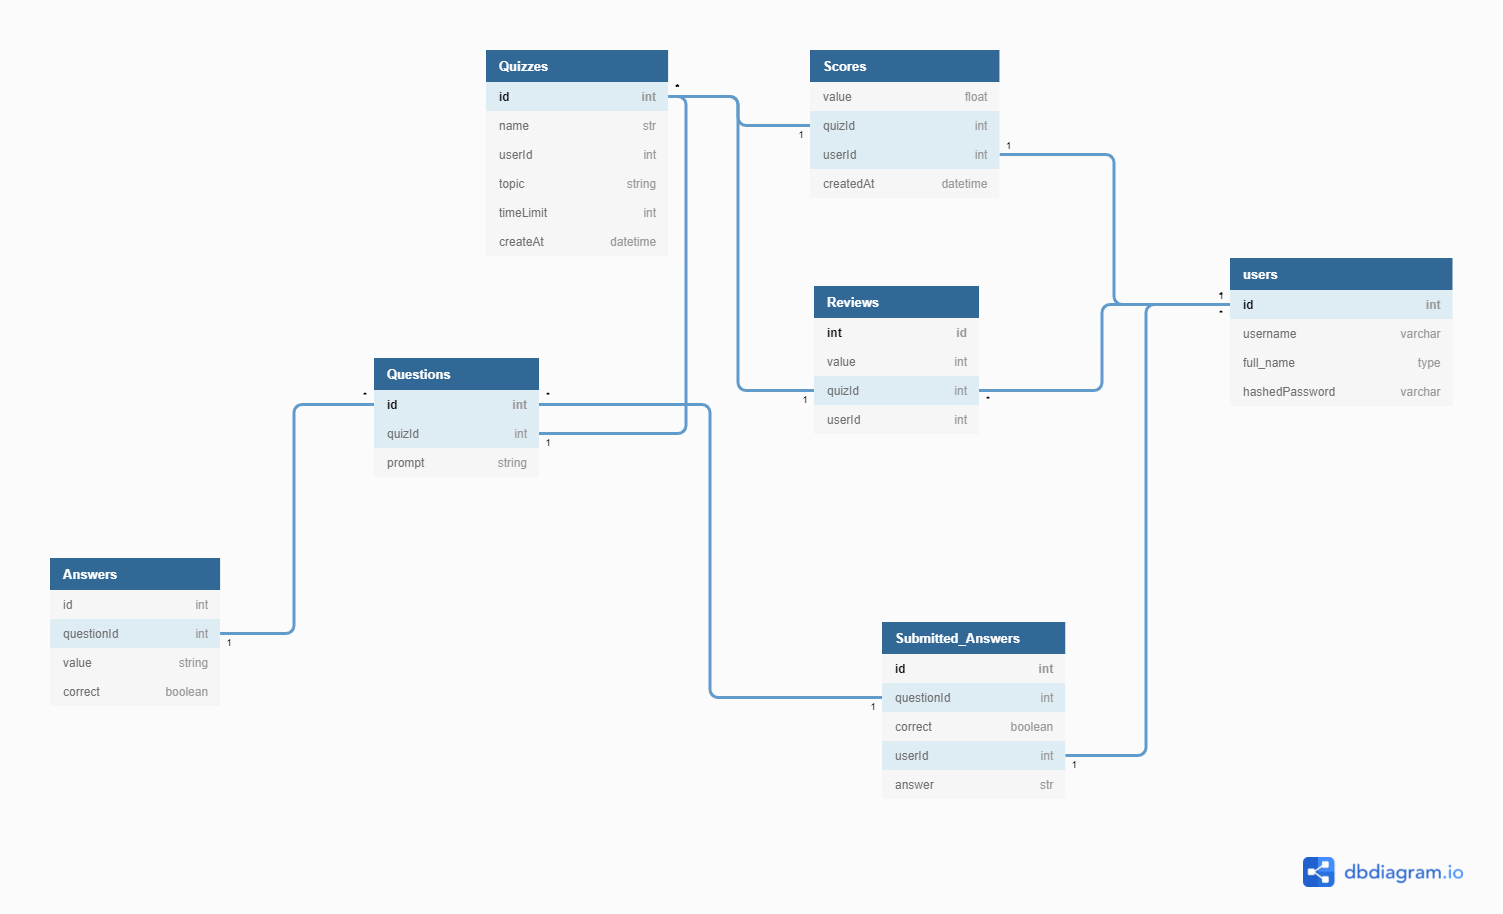 Quizzes
id int
name str
userId int
topic string
timeLimit int
createAt datetime
*
Scores
value float
quizId int
userId int
createdAt datetime
1
1
users
id int
username varchar
full_name type
hashedPassword varchar
1
*
Reviews
int id
value int
quizId int
userId int
1
*
Questions
id int
quizId int
prompt string
*
*
1
Answers
id int
questionId int
value string
correct boolean
1
Submitted_Answers
id int
questionId int
correct boolean
userId int
answer str
1
1
dbdiagram.io